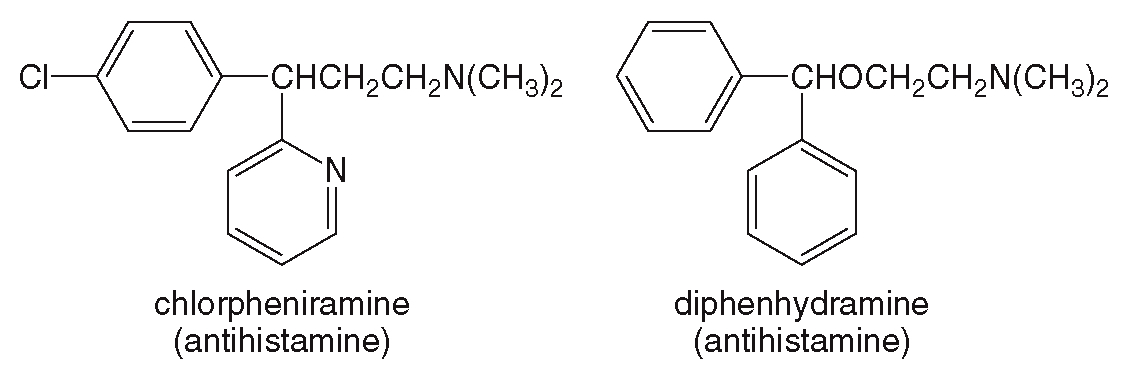 Cl CHCH₂CH₂N(CH₃)₂ CHOCH₂CH₂N(CH₃)₂
N
chlorpheniramine diphenhydramine
(antihistamine) (antihistamine)